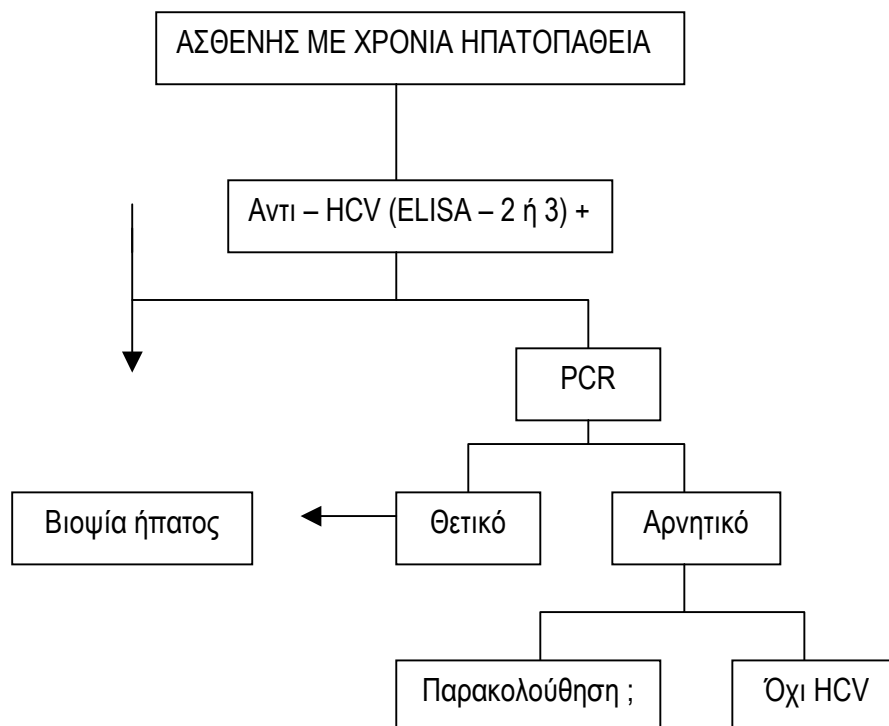 ΑΣΘΕΝΗΣ ΜΕ ΧΡΟΝΙΑ ΗΠΑΤΟΠΑΘΕΙΑ
Αντι – HCV (ELISA – 2 ή 3) +
PCR
Βιοψία ήπατος
Θετικό
Αρνητικό
Παρακολούθηση ;
Όχι HCV